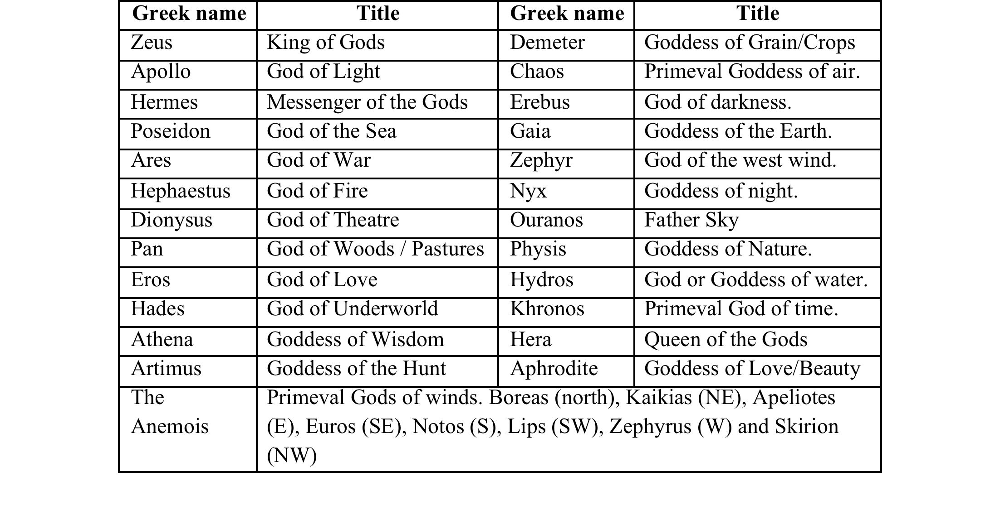 Greek name Title Greek name Title
Zeus King of Gods Demeter Goddess of Grain/Crops
Apollo God of Light Chaos Primeval Goddess of air.
Hermes Messenger of the Gods Erebus God of darkness.
Poseidon God of the Sea Gaia Goddess of the Earth.
Ares God of War Zephyr God of the west wind.
Hephaestus God of Fire Nyx Goddess of night.
Dionysus God of Theatre Ouranos Father Sky
Pan God of Woods / Pastures Physis Goddess of Nature.
Eros God of Love Hydros God or Goddess of water.
Hades God of Underworld Khronos Primeval God of time.
Athena Goddess of Wisdom Hera Queen of the Gods
Artimus Goddess of the Hunt Aphrodite Goddess of Love/Beauty
The Primeval Gods of winds. Boreas (north), Kaikias (NE), Apeliotes
Anemois (E), Euros (SE), Notos (S), Lips (SW), Zephyrus (W) and Skirion
(NW)